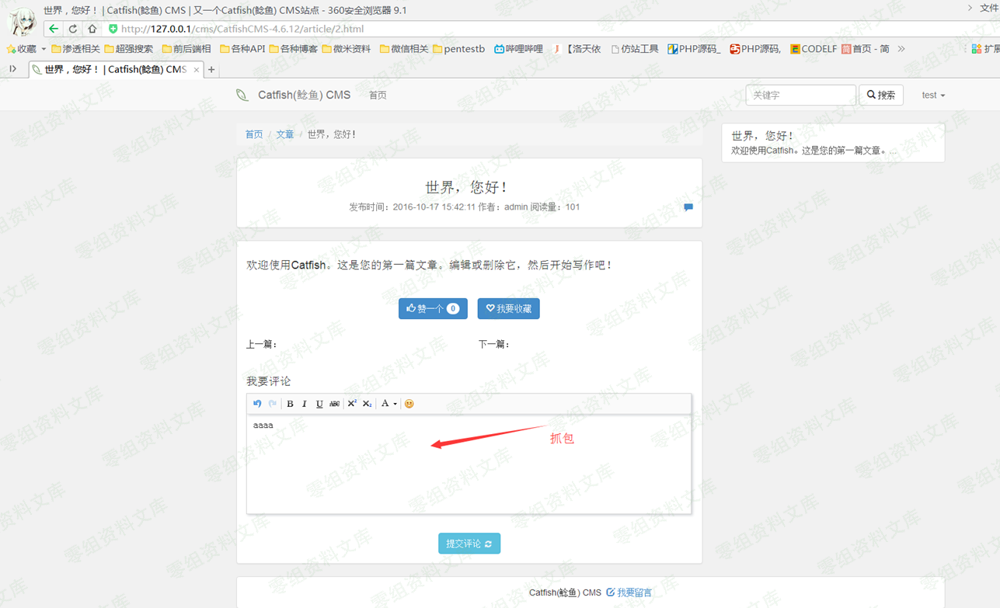 世界，您好！ | Catfish(鲶鱼) CMS | 又一个Catfish(鲶鱼) CMS站点 - 360安全浏览器 9.1
文件
http://127.0.0.1/cms/CatfishCMS-4.6.12/article/2.html
收藏 渗透相关 超强搜索 前后端相 各种API 各种博客 微米资料 微信相关 pentestb 哔哩哔哩 【洛天依 仿站工具 PHP源码_ PHP源码, CODELF 首页 - 简 扩展
世界，您好！ | Catfish(鲶鱼) CMS
Catfish(鲶鱼) CMS 首页 关键字 搜索 test
首页 / 文章 / 世界，您好！
世界，您好！
欢迎使用Catfish。这是您的第一篇文章。...
世界，您好！
发布时间：2016-10-17 15:42:11 作者：admin 阅读量：101
欢迎使用Catfish。这是您的第一篇文章。编辑或删除它，然后开始写作吧！
赞一个 0 我要收藏
上一篇： 下一篇：
我要评论
B I U ABC X² X₂ A
aaaa
抓包
提交评论
Catfish(鲶鱼) CMS 我要留言
零组资料文库